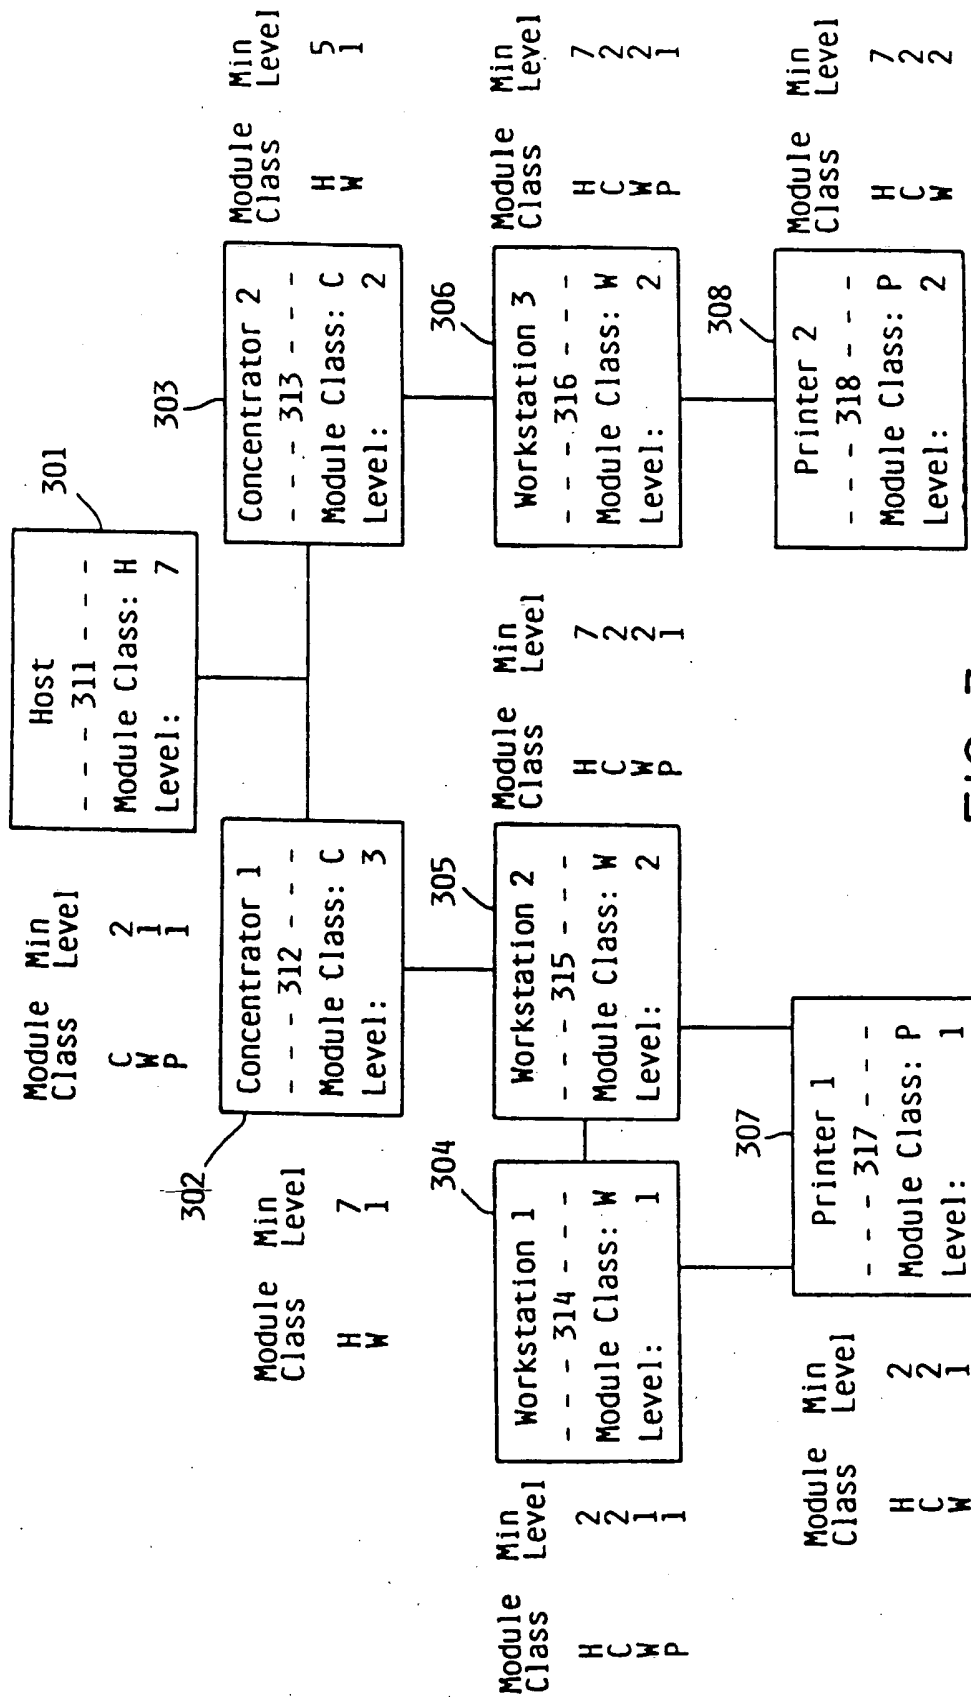 Module Class Min Level
C 2
W 1
P 1
Host
- - - 311 - - -
Module Class: H
Level: 7
301
Module Class Min Level
H 7
W 1
302
Concentrator 1
- - - 312 - - -
Module Class: C
Level: 3
303
Concentrator 2
- - - 313 - - -
Module Class: C
Level: 2
Module Class Min Level
H 5
W 1
Module Class Min Level
H 2
C 2
W 1
P 1
304
Workstation 1
- - - 314 - - -
Module Class: W
Level: 1
305
Workstation 2
- - - 315 - - -
Module Class: W
Level: 2
Module Class Min Level
H 7
C 2
W 2
P 1
306
Workstation 3
- - - 316 - - -
Module Class: W
Level: 2
Module Class Min Level
H 7
C 2
W 2
P 1
Module Class Min Level
H 2
C 2
W 1
307
Printer 1
- - - 317 - - -
Module Class: P
Level: 1
308
Printer 2
- - - 318 - - -
Module Class: P
Level: 2
Module Class Min Level
H 7
C 2
W 2